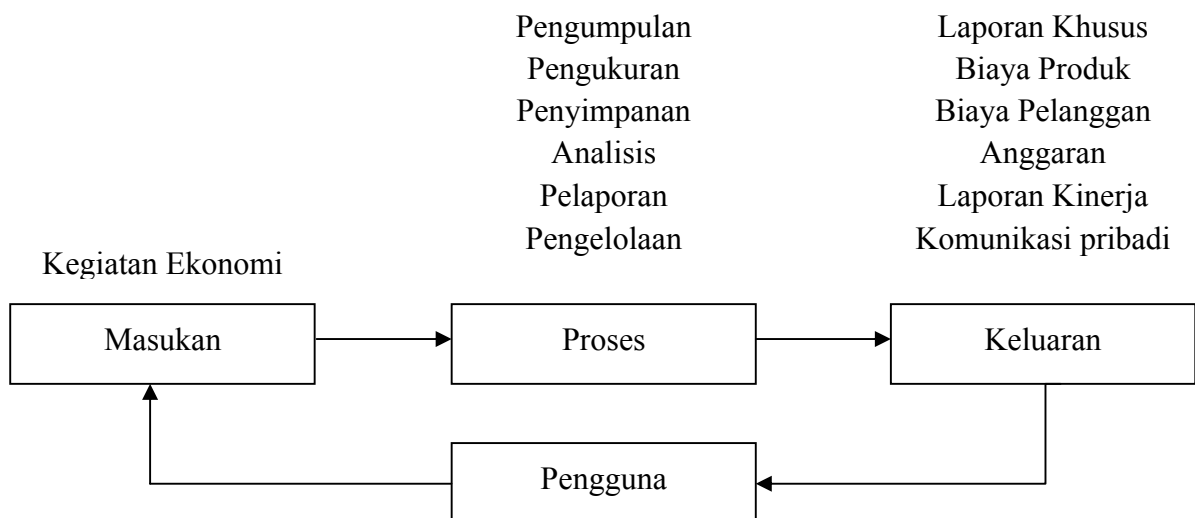 Pengumpulan
Pengukuran
Penyimpanan
Analisis
Pelaporan
Pengelolaan
Laporan Khusus
Biaya Produk
Biaya Pelanggan
Anggaran
Laporan Kinerja
Komunikasi pribadi
Kegiatan Ekonomi
Masukan
Proses
Keluaran
Pengguna